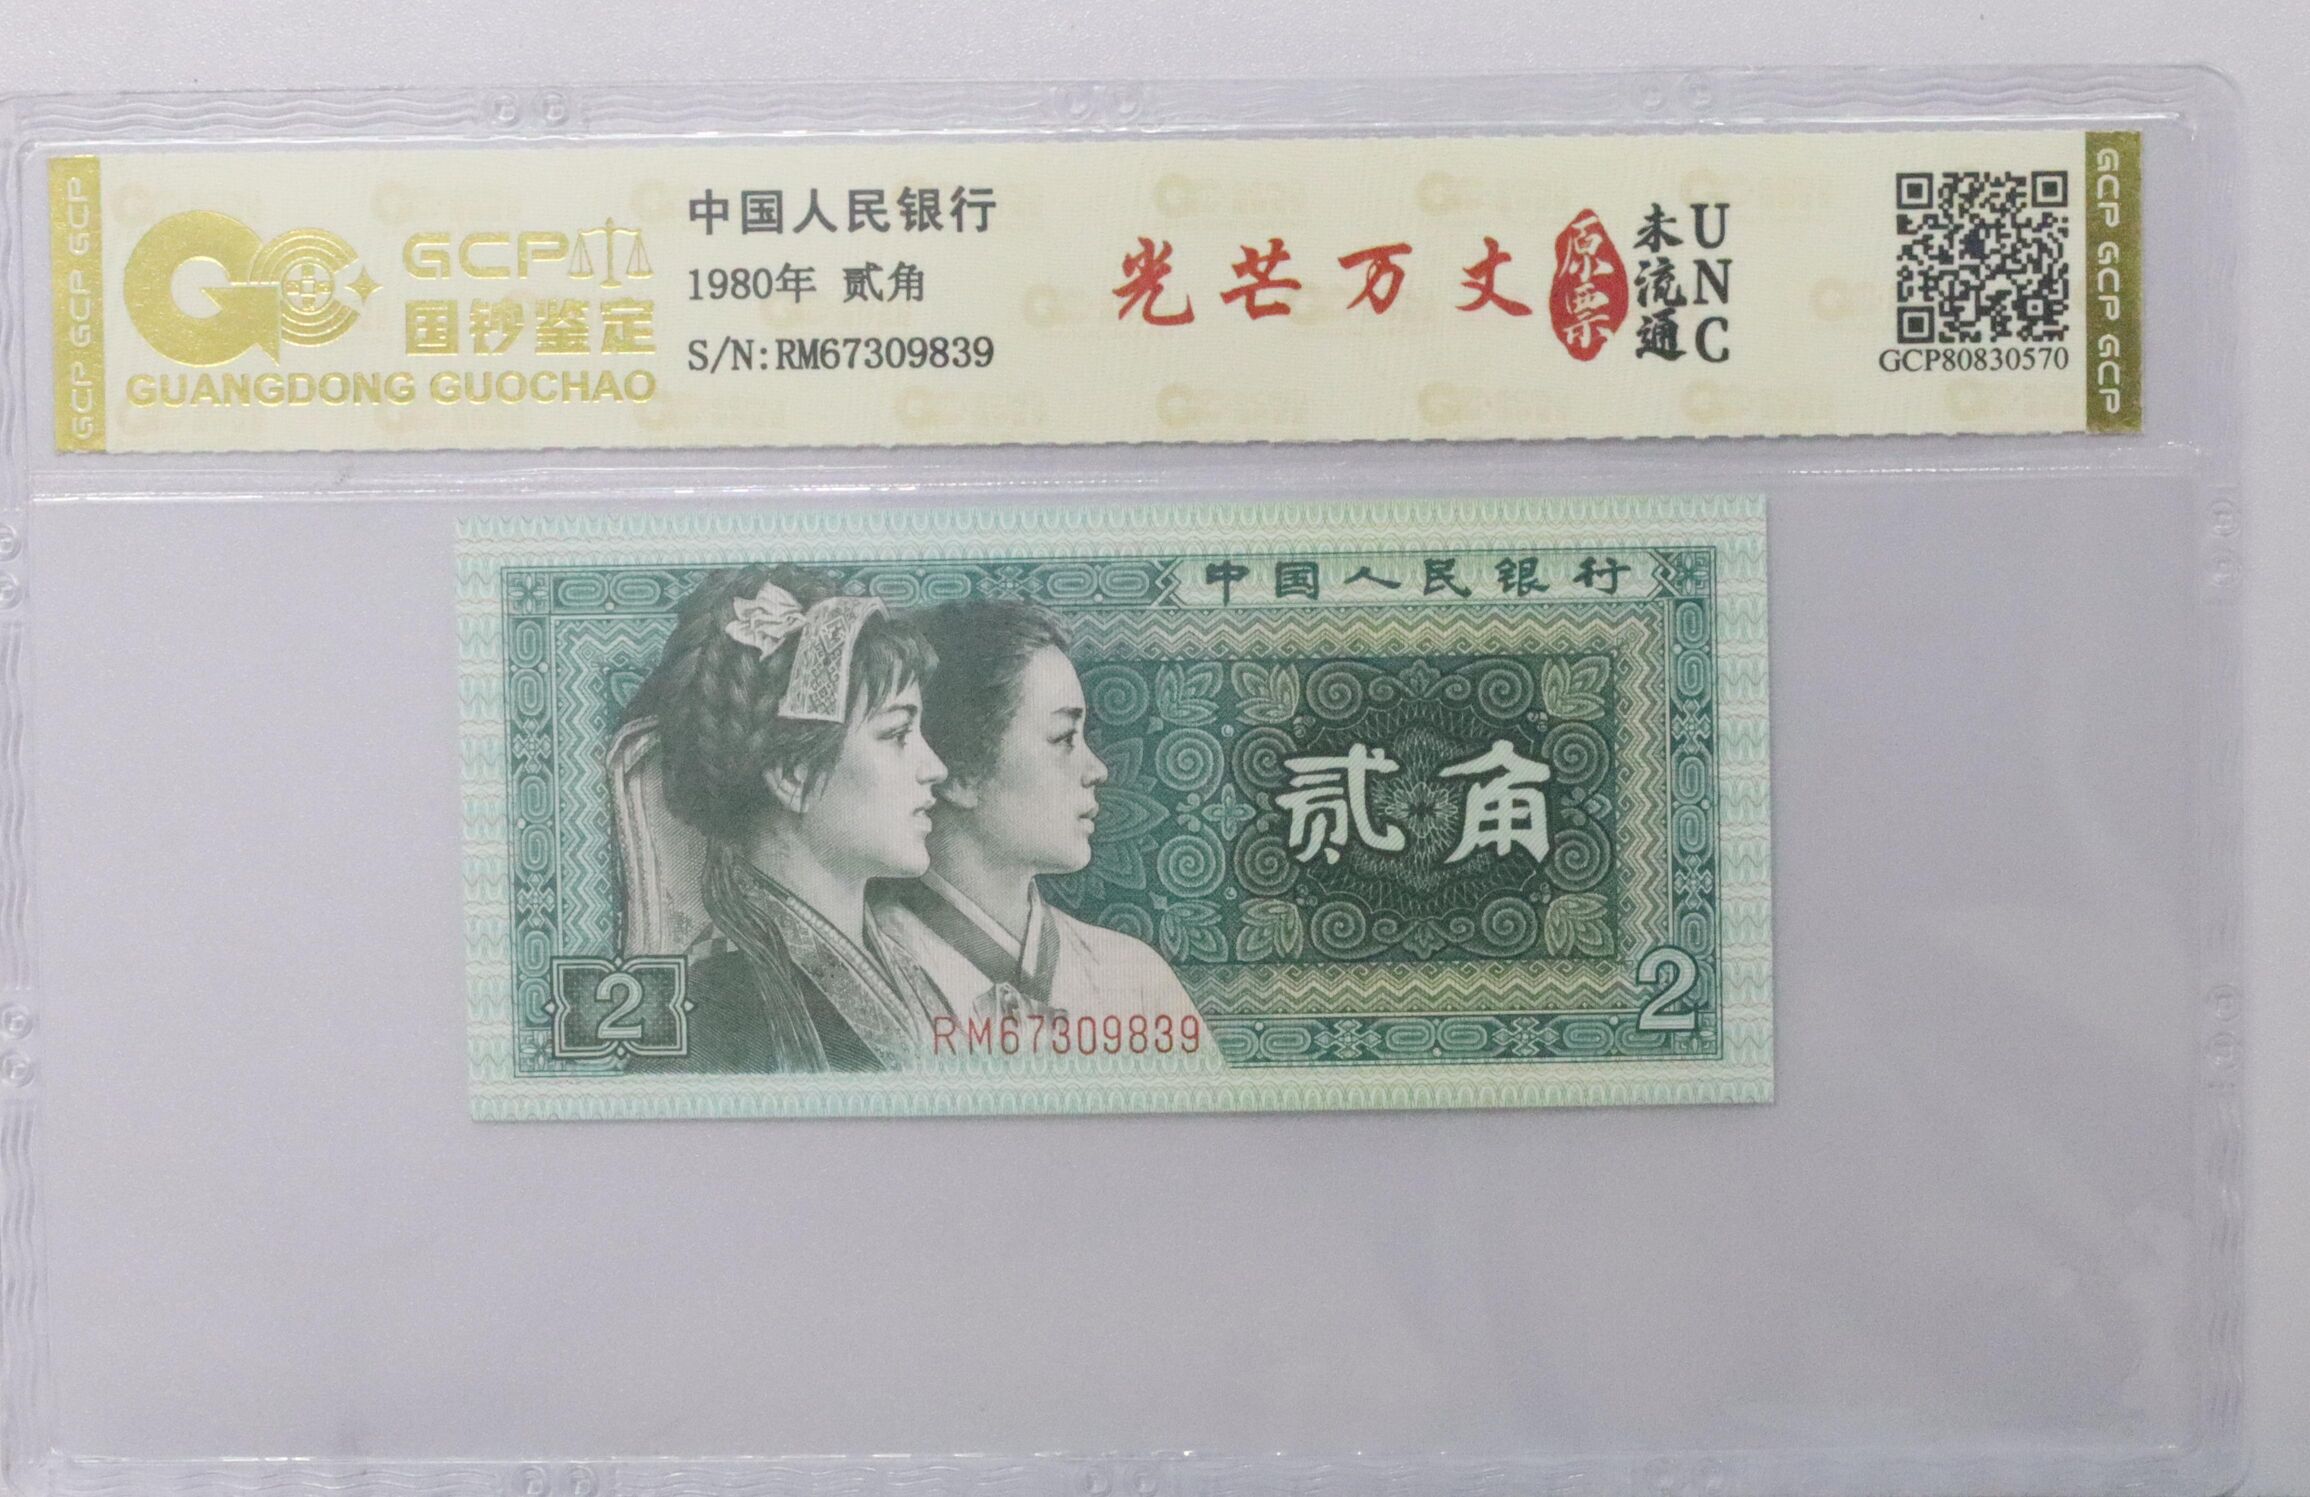 GCP GCP GCP
GCP
国钞鉴定
GUANGDONG GUOCHAO
中国人民银行
1980年 贰角
S/N:RM67309839
光芒万丈
原票
未流通
UNC
GCP80830570
GCP GCP GCP
中国人民银行
贰角
2
2
RM67309839